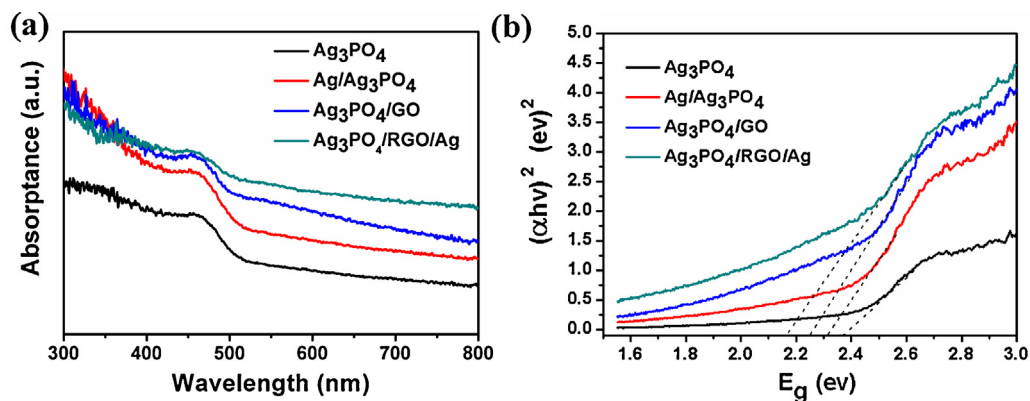 (a)
Absorptance (a.u.)
Ag₃PO₄
Ag/Ag₃PO₄
Ag₃PO₄/GO
Ag₃PO₄/RGO/Ag
300 400 500 600 700 800
Wavelength (nm)
(b)
(αhv)² (ev)²
5.0
4.5
4.0
3.5
3.0
2.5
2.0
1.5
1.0
0.5
0.0
Ag₃PO₄
Ag/Ag₃PO₄
Ag₃PO₄/GO
Ag₃PO₄/RGO/Ag
1.6 1.8 2.0 2.2 2.4 2.6 2.8 3.0
E_g (ev)